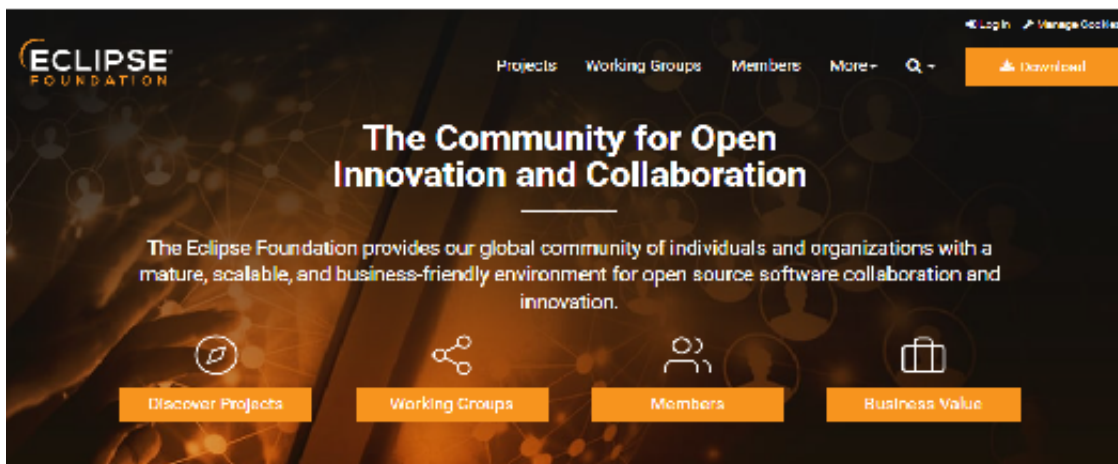 Log in Manage Cookies
ECLIPSE
FOUNDATION
Projects Working Groups Members More Download
The Community for Open
Innovation and Collaboration
The Eclipse Foundation provides our global community of individuals and organizations with a
mature, scalable, and business-friendly environment for open source software collaboration and
innovation.
Discover Projects Working Groups Members Business Value